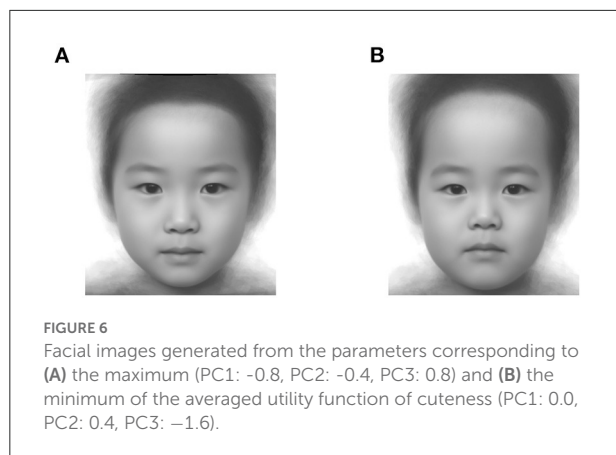 A
B
FIGURE 6
Facial images generated from the parameters corresponding to
(A) the maximum (PC1: -0.8, PC2: -0.4, PC3: 0.8) and (B) the
minimum of the averaged utility function of cuteness (PC1: 0.0,
PC2: 0.4, PC3: −1.6).